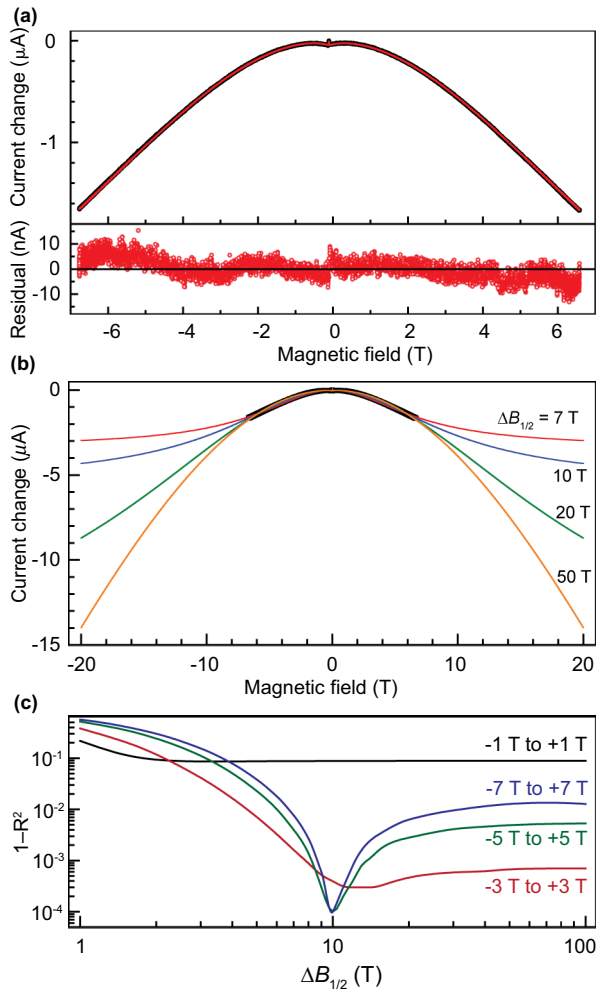 (a)
Current change (μA)
0
-1
Residual (nA)
10
0
-10
-6
-4
-2
0
2
4
6
Magnetic field (T)
(b)
Current change (μA)
0
-5
-10
-15
ΔB1/2 = 7 T
10 T
20 T
50 T
-20
-10
0
10
20
Magnetic field (T)
(c)
1–R²
10⁻¹
10⁻²
10⁻³
10⁻⁴
-1 T to +1 T
-7 T to +7 T
-5 T to +5 T
-3 T to +3 T
1
10
100
ΔB1/2 (T)